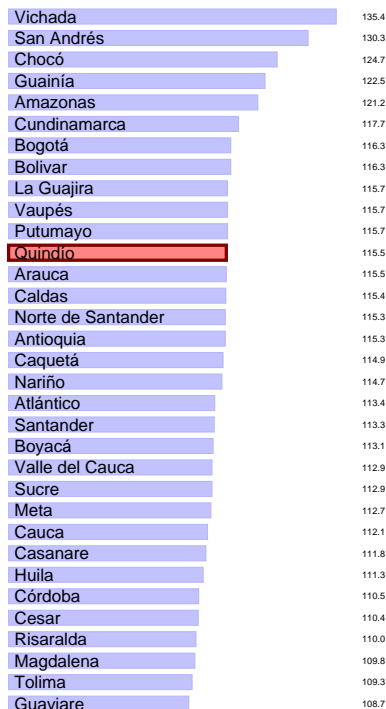 Vichada 135.4
San Andrés 130.3
Chocó 124.7
Guainía 122.5
Amazonas 121.2
Cundinamarca 117.7
Bogotá 116.3
Bolivar 116.3
La Guajira 115.7
Vaupés 115.7
Putumayo 115.7
Quindío 115.5
Arauca 115.5
Caldas 115.4
Norte de Santander 115.3
Antioquia 115.3
Caquetá 114.9
Nariño 114.7
Atlántico 113.4
Santander 113.3
Boyacá 113.1
Valle del Cauca 112.9
Sucre 112.9
Meta 112.7
Cauca 112.1
Casanare 111.8
Huila 111.3
Córdoba 110.5
Cesar 110.4
Risaralda 110.0
Magdalena 109.8
Tolima 109.3
Guaviare 108.7